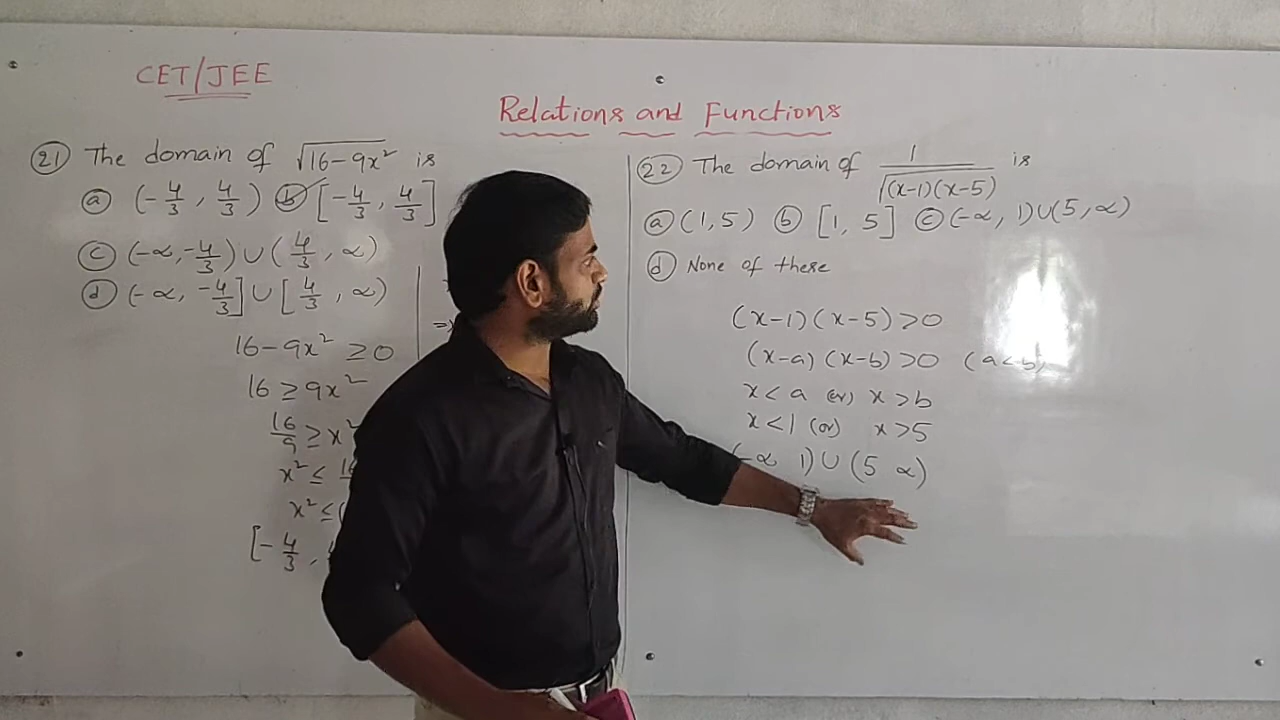 CET/JEE
Relations and Functions
21 The domain of √(16-9x²) is
a (-4/3, 4/3) b [-4/3, 4/3]
c (-∝, -4/3) ∪ (4/3, ∝)
d (-∝, -4/3] ∪ [4/3, ∝)
16-9x² ≥ 0
16 ≥ 9x²
16/9 ≥ x²
x² ≤
x² ≤ (
[-4/3,
22 The domain of 1/√((x-1)(x-5)) is
a (1,5) b [1, 5] c (-∝, 1)∪(5, ∝)
d None of these
(x-1)(x-5)>0
(x-a)(x-b)>0 (a<b)
x<a (or) x>b
x<1 (or) x>5
(-∝ 1)∪(5 ∝)